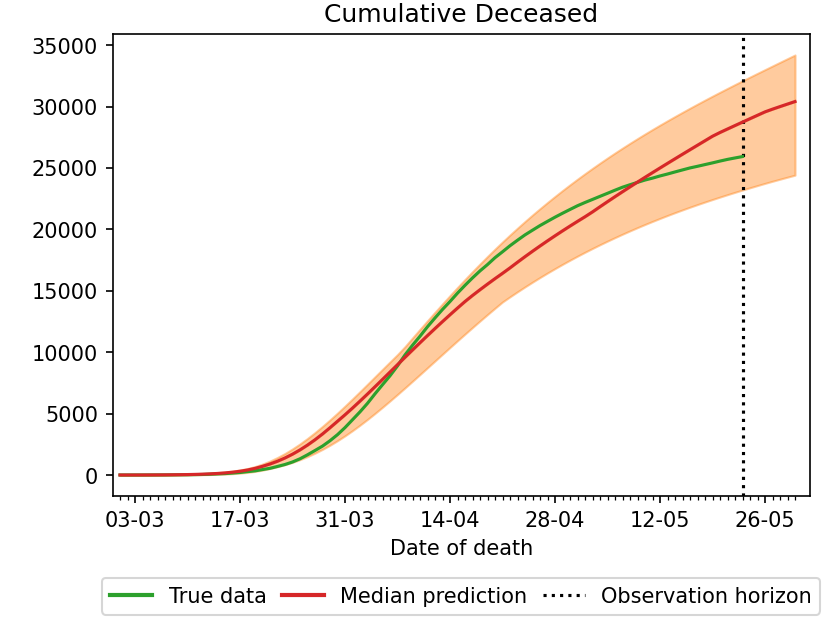 Cumulative Deceased
35000
30000
25000
20000
15000
10000
5000
0
03-03 17-03 31-03 14-04 28-04 12-05 26-05
Date of death
True data Median prediction Observation horizon